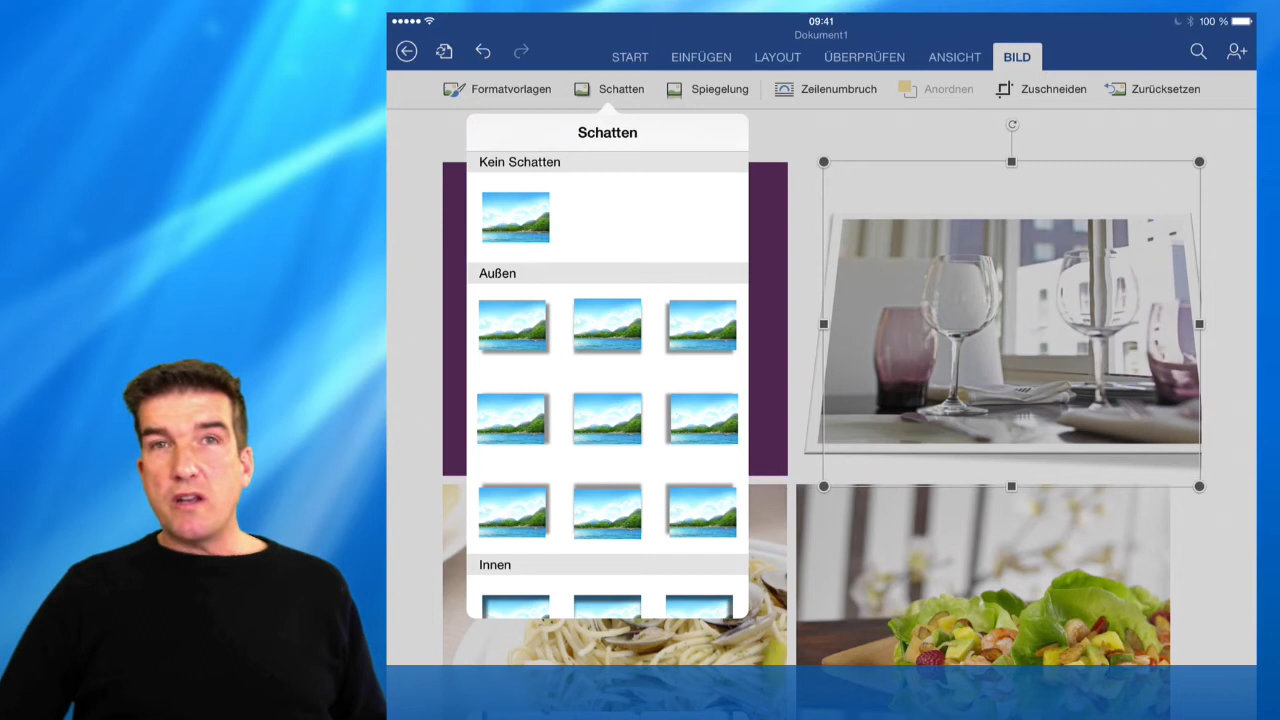 09:41
100 %
Dokument1
START EINFÜGEN LAYOUT ÜBERPRÜFEN ANSICHT BILD
Formatvorlagen Schatten Spiegelung Zeilenumbruch Anordnen Zuschneiden Zurücksetzen
Schatten
Kein Schatten
Außen
Innen